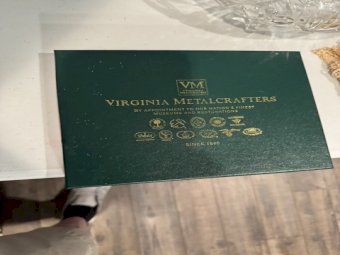 VM
VIRGINIA METALCRAFTERS
BY APPOINTMENT TO OUR NATION'S FINEST
MUSEUMS AND RESTORATIONS
SINCE 1890